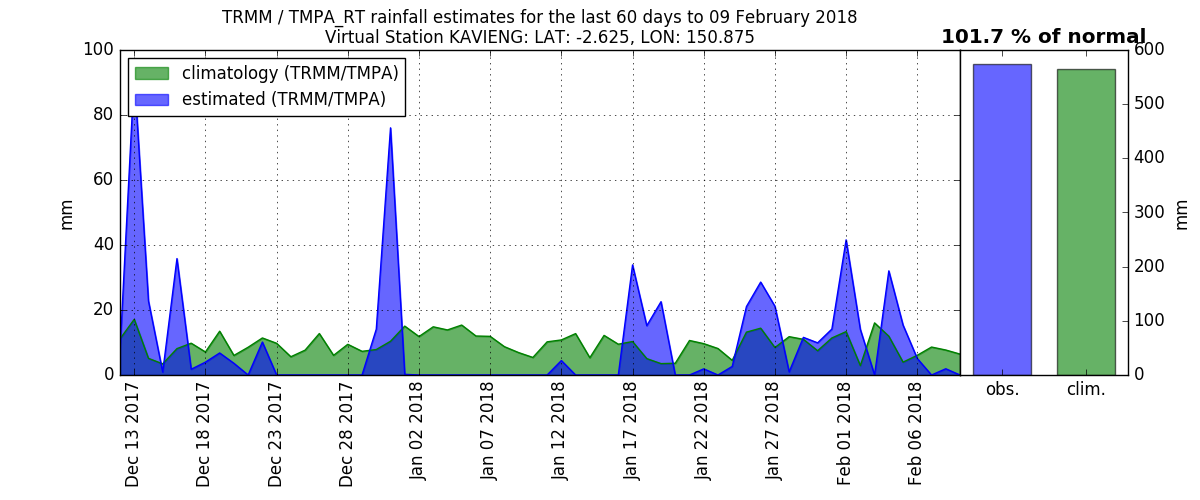 TRMM / TMPA_RT rainfall estimates for the last 60 days to 09 February 2018
Virtual Station KAVIENG: LAT: -2.625, LON: 150.875
101.7 % of normal
climatology (TRMM/TMPA)
estimated (TRMM/TMPA)
100
80
60
40
20
0
mm
Dec 13 2017
Dec 18 2017
Dec 23 2017
Dec 28 2017
Jan 02 2018
Jan 07 2018
Jan 12 2018
Jan 17 2018
Jan 22 2018
Jan 27 2018
Feb 01 2018
Feb 06 2018
obs.
clim.
600
500
400
300
200
100
0
mm